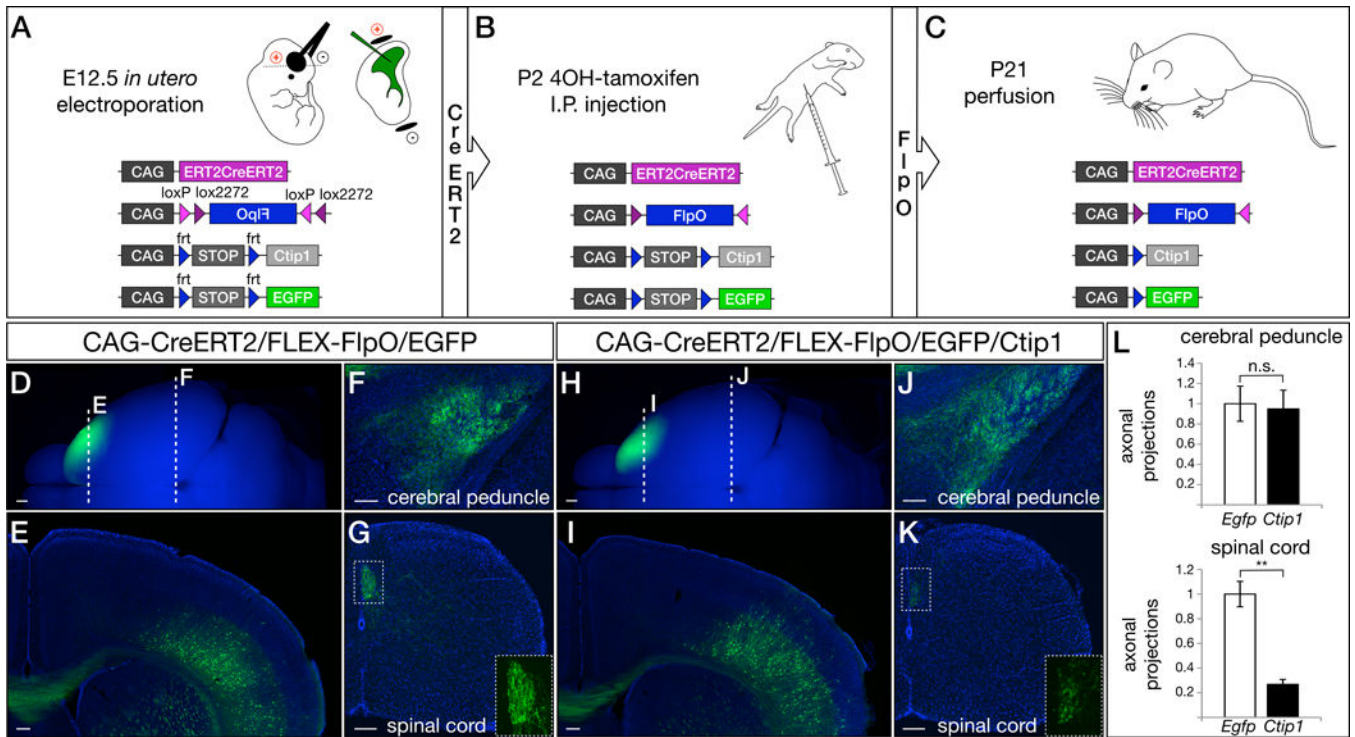 A
E12.5 in utero
electroporation
CAG ERT2CreERT2
loxP lox2272 loxP lox2272
CAG FlpO
frt frt
CAG STOP Ctip1
frt frt
CAG STOP EGFP
Cre ERT2
B
P2 4OH-tamoxifen
I.P. injection
CAG ERT2CreERT2
CAG FlpO
CAG STOP Ctip1
CAG STOP EGFP
FlpO
C
P21
perfusion
CAG ERT2CreERT2
CAG FlpO
CAG Ctip1
CAG EGFP
CAG-CreERT2/FLEX-FlpO/EGFP
CAG-CreERT2/FLEX-FlpO/EGFP/Ctip1
D
E F
F
cerebral peduncle
H
I J
J
cerebral peduncle
E
G
spinal cord
I
K
spinal cord
L
cerebral peduncle
n.s.
1.4
1.2
1
0.8
0.6
0.4
0.2
axonal
projections
Egfp Ctip1
spinal cord
**
1.2
1
0.8
0.6
0.4
0.2
axonal
projections
Egfp Ctip1